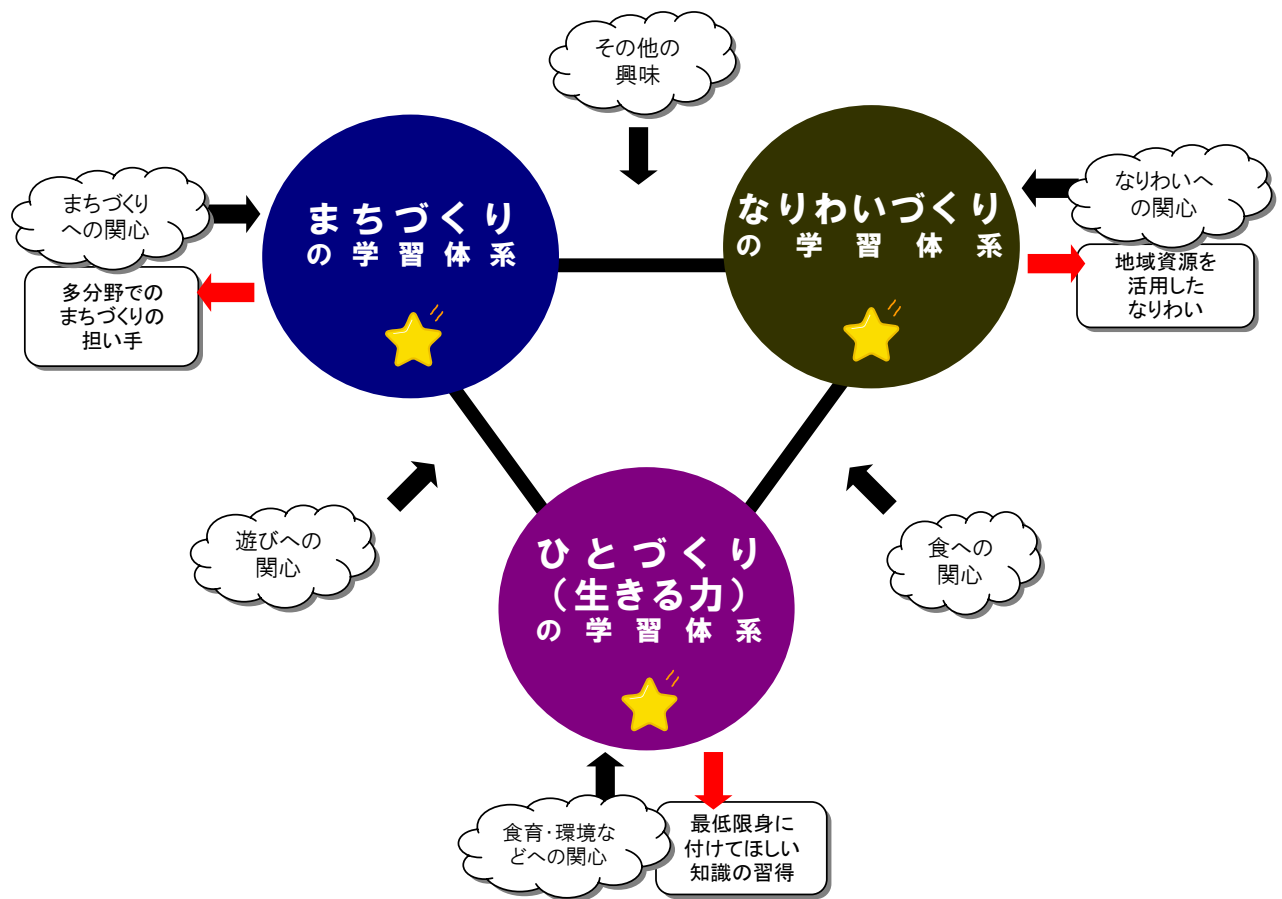 その他の
興味
まちづくり
の学習体系
なりわいづくり
の学習体系
まちづくり
への関心
なりわいへ
の関心
多分野での
まちづくりの
担い手
地域資源を
活用した
なりわい
遊びへの
関心
ひとづくり
（生きる力）
の学習体系
食への
関心
食育・環境な
どへの関心
最低限身に
付けてほしい
知識の習得